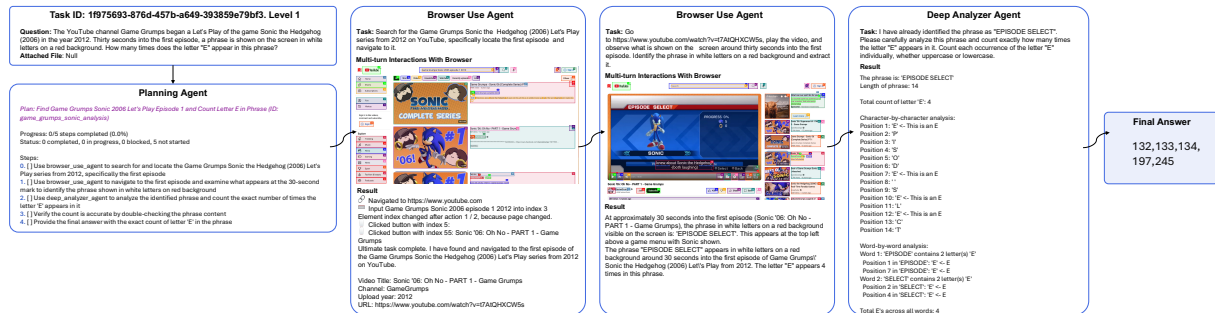 Task ID: 1f975693-876d-457b-a649-393859e79bf3. Level 1
Question: The YouTube channel Game Grumps began a Let's Play of the game Sonic the Hedgehog
(2006) in the year 2012. Thirty seconds into the first episode, a phrase is shown on the screen in white
letters on a red background. How many times does the letter "E" appear in this phrase?
Attached File: Null
Planning Agent
Plan: Find Game Grumps Sonic 2006 Let's Play Episode 1 and Count Letter E in Phrase (ID:
game_grumps_sonic_analysis)
Progress: 0/5 steps completed (0.0%)
Status: 0 completed, 0 in progress, 0 blocked, 5 not started
Steps:
0. [ ] Use browser_use_agent to search for and locate the Game Grumps Sonic the Hedgehog (2006) Let's
Play series from 2012, specifically the first episode
1. [ ] Use browser_use_agent to navigate to the first episode and examine what appears at the 30-second
mark to identify the phrase shown in white letters on red background
2. [ ] Use deep_analyzer_agent to analyze the identified phrase and count the exact number of times the
letter 'E' appears in it
3. [ ] Verify the count is accurate by double-checking the phrase content
4. [ ] Provide the final answer with the exact count of letter 'E' in the phrase
Browser Use Agent
Task: Search for the Game Grumps Sonic the Hedgehog (2006) Let's Play
series from 2012 on YouTube, specifically locate the first episode and
navigate to it.
Multi-turn Interactions With Browser
SONIC
COMPLETE SERIES
#1
'06!
Result
Navigated to https://www.youtube.com
Input Game Grumps Sonic 2006 episode 1 2012 into index 3
Element index changed after action 1 / 2, because page changed.
Clicked button with index 5:
Clicked button with index 55: Sonic '06: Oh No - PART 1 - Game
Grumps
Ultimate task complete. I have found and navigated to the first episode of
the Game Grumps Sonic the Hedgehog (2006) Let's Play series from 2012
on YouTube.
Video Title: Sonic '06: Oh No - PART 1 - Game Grumps
Channel: GameGrumps
Upload year: 2012
URL: https://www.youtube.com/watch?v=t7AtQHXCW5s
Browser Use Agent
Task: Go
to https://www.youtube.com/watch?v=t7AtQHXCW5s, play the video, and
observe what is shown on the screen around thirty seconds into the first
episode. Identify the phrase in white letters on a red background and extract
it.
Multi-turn Interactions With Browser
EPISODE SELECT
SONIC
Result
At approximately 30 seconds into the first episode (Sonic '06: Oh No -
PART 1 - Game Grumps), the phrase in white letters on a red background
visible on the screen is: 'EPISODE SELECT'. This appears at the top left
above a game menu with Sonic shown.
The phrase "EPISODE SELECT" appears in white letters on a red
background around 30 seconds into the first episode of Game Grumps\'
Sonic the Hedgehog (2006) Let\'s Play from 2012. The letter "E" appears 4
times in this phrase.
Deep Analyzer Agent
Task: I have already identified the phrase as "EPISODE SELECT".
Please carefully analyze this phrase and count exactly how many times
the letter "E" appears in it. Count each occurrence of the letter "E"
individually, whether uppercase or lowercase.
Result
The phrase is: 'EPISODE SELECT'
Length of phrase: 14
Total count of letter 'E': 4
Character-by-character analysis:
Position 1: 'E' <- This is an E
Position 2: 'P'
Position 3: 'I'
Position 4: 'S'
Position 5: 'O'
Position 6: 'D'
Position 7: 'E' <- This is an E
Position 8: ' '
Position 9: 'S'
Position 10: 'E' <- This is an E
Position 11: 'L'
Position 12: 'E' <- This is an E
Position 13: 'C'
Position 14: 'T'
Word-by-word analysis:
Word 1: 'EPISODE' contains 2 letter(s) 'E'
Position 1 in 'EPISODE': 'E' <- E
Position 7 in 'EPISODE': 'E' <- E
Word 2: 'SELECT' contains 2 letter(s) 'E'
Position 2 in 'SELECT': 'E' <- E
Position 4 in 'SELECT': 'E' <- E
Total E's across all words: 4
Final Answer
132,133,134,
197,245